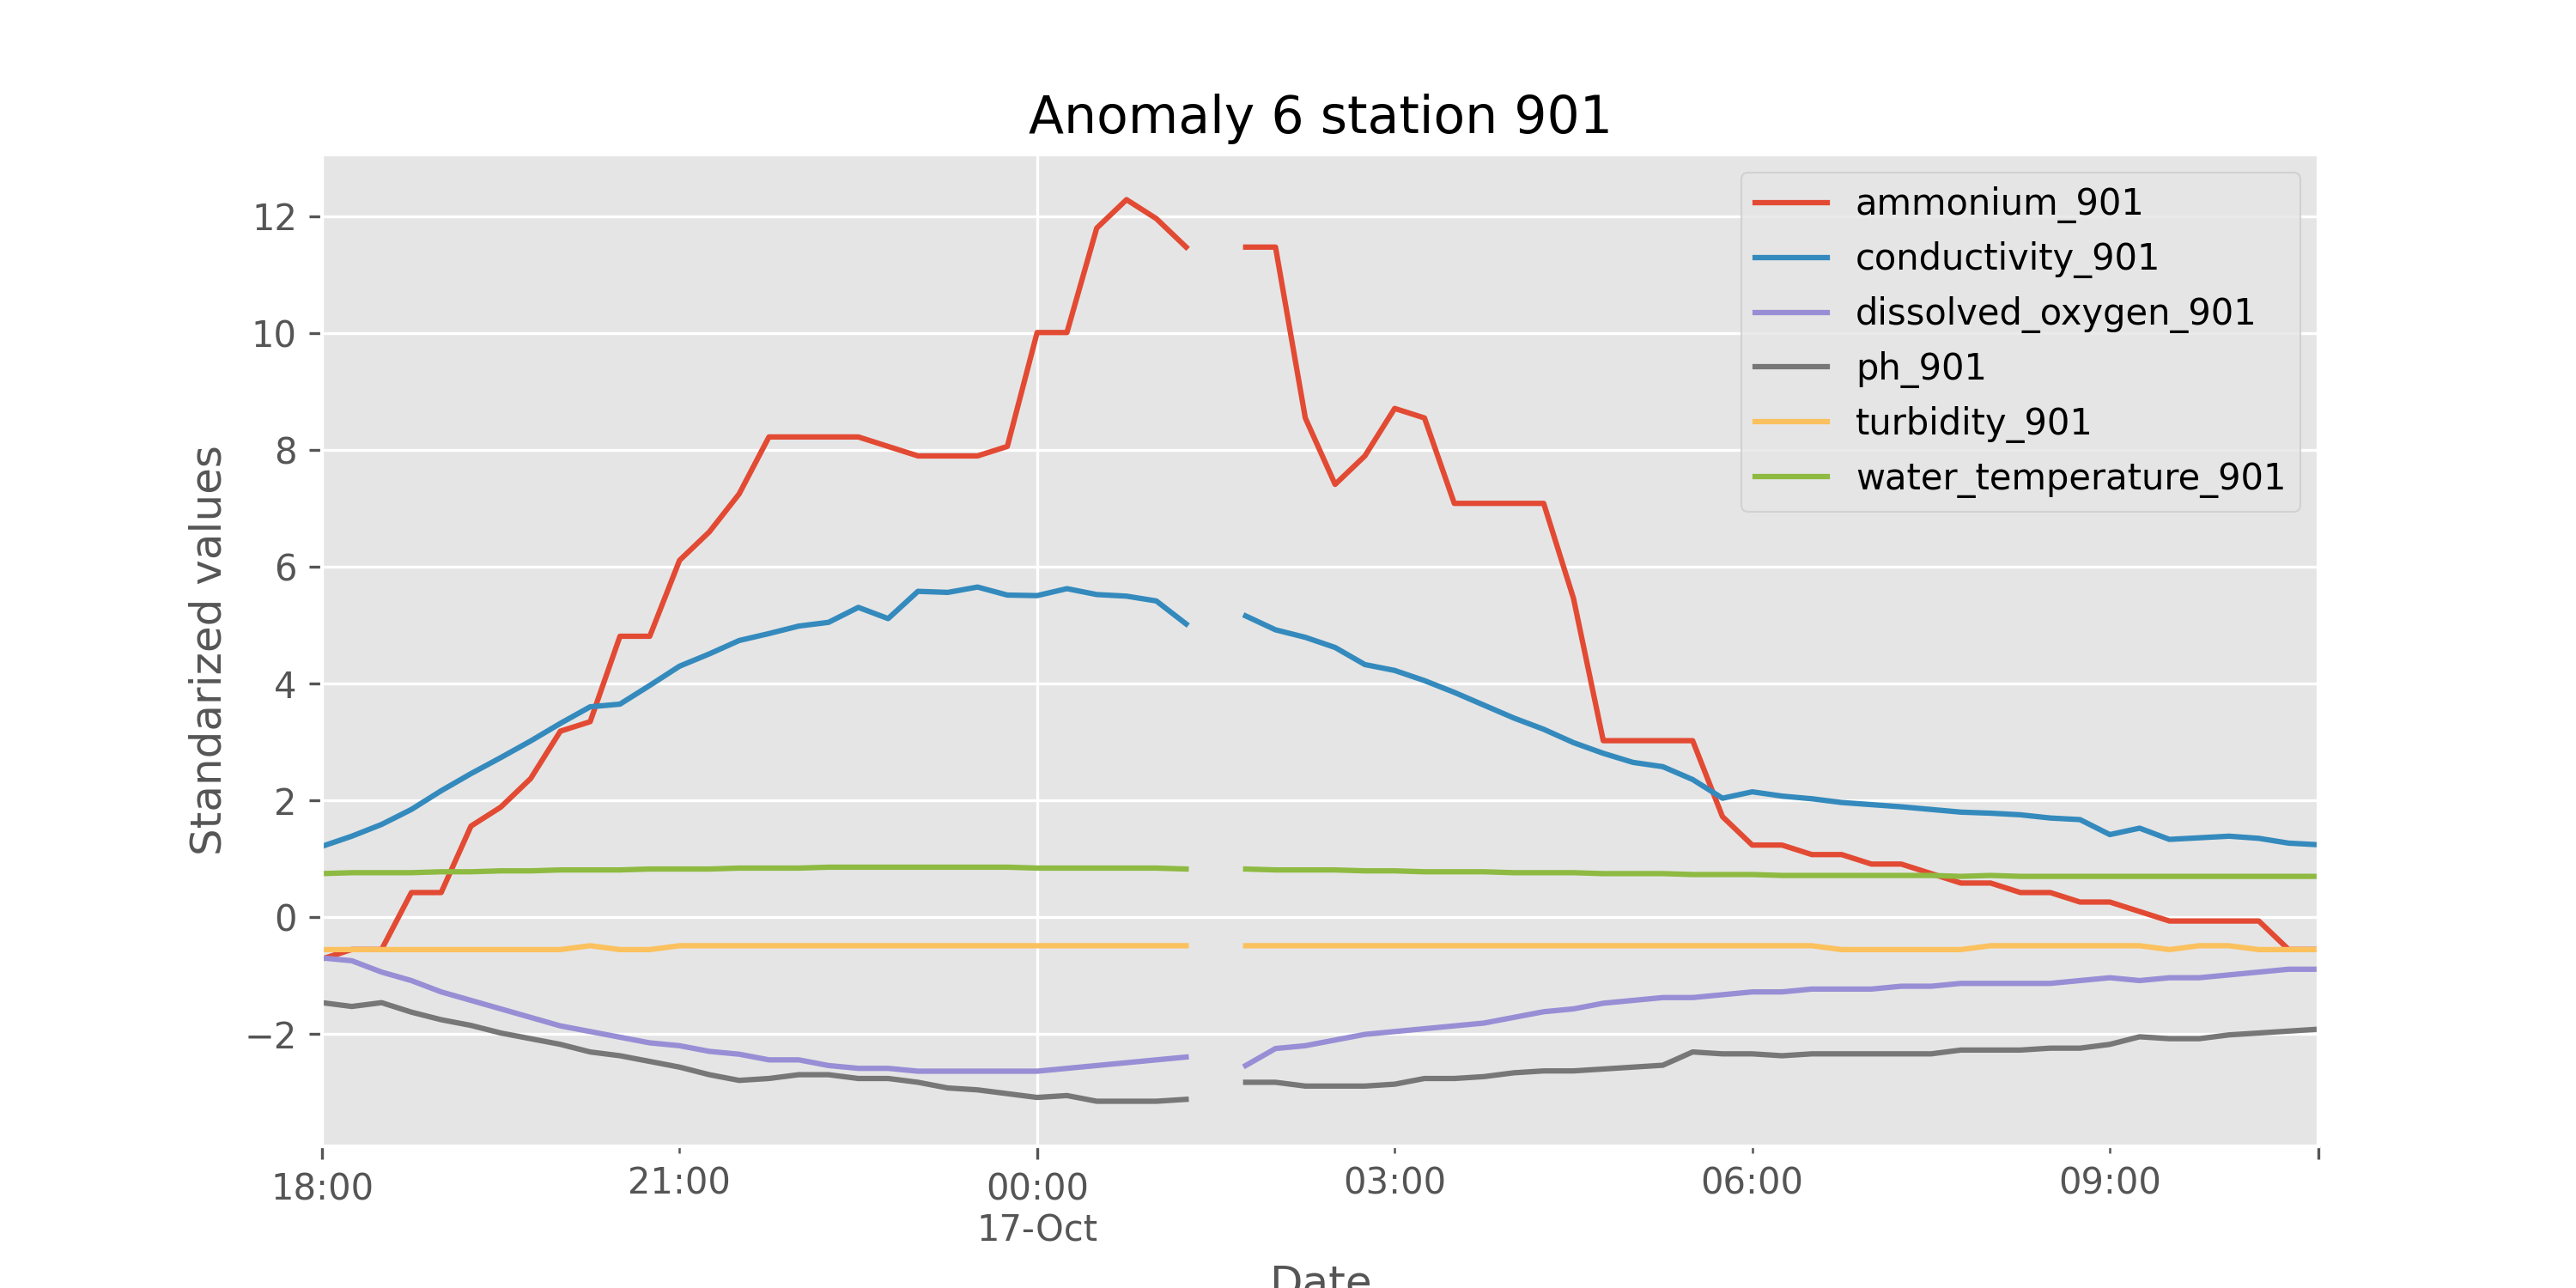 Anomaly 6 station 901
12
10
8
6
4
2
0
−2
Standarized values
ammonium_901
conductivity_901
dissolved_oxygen_901
ph_901
turbidity_901
water_temperature_901
18:00
21:00
00:00
03:00
06:00
09:00
17-Oct
Date